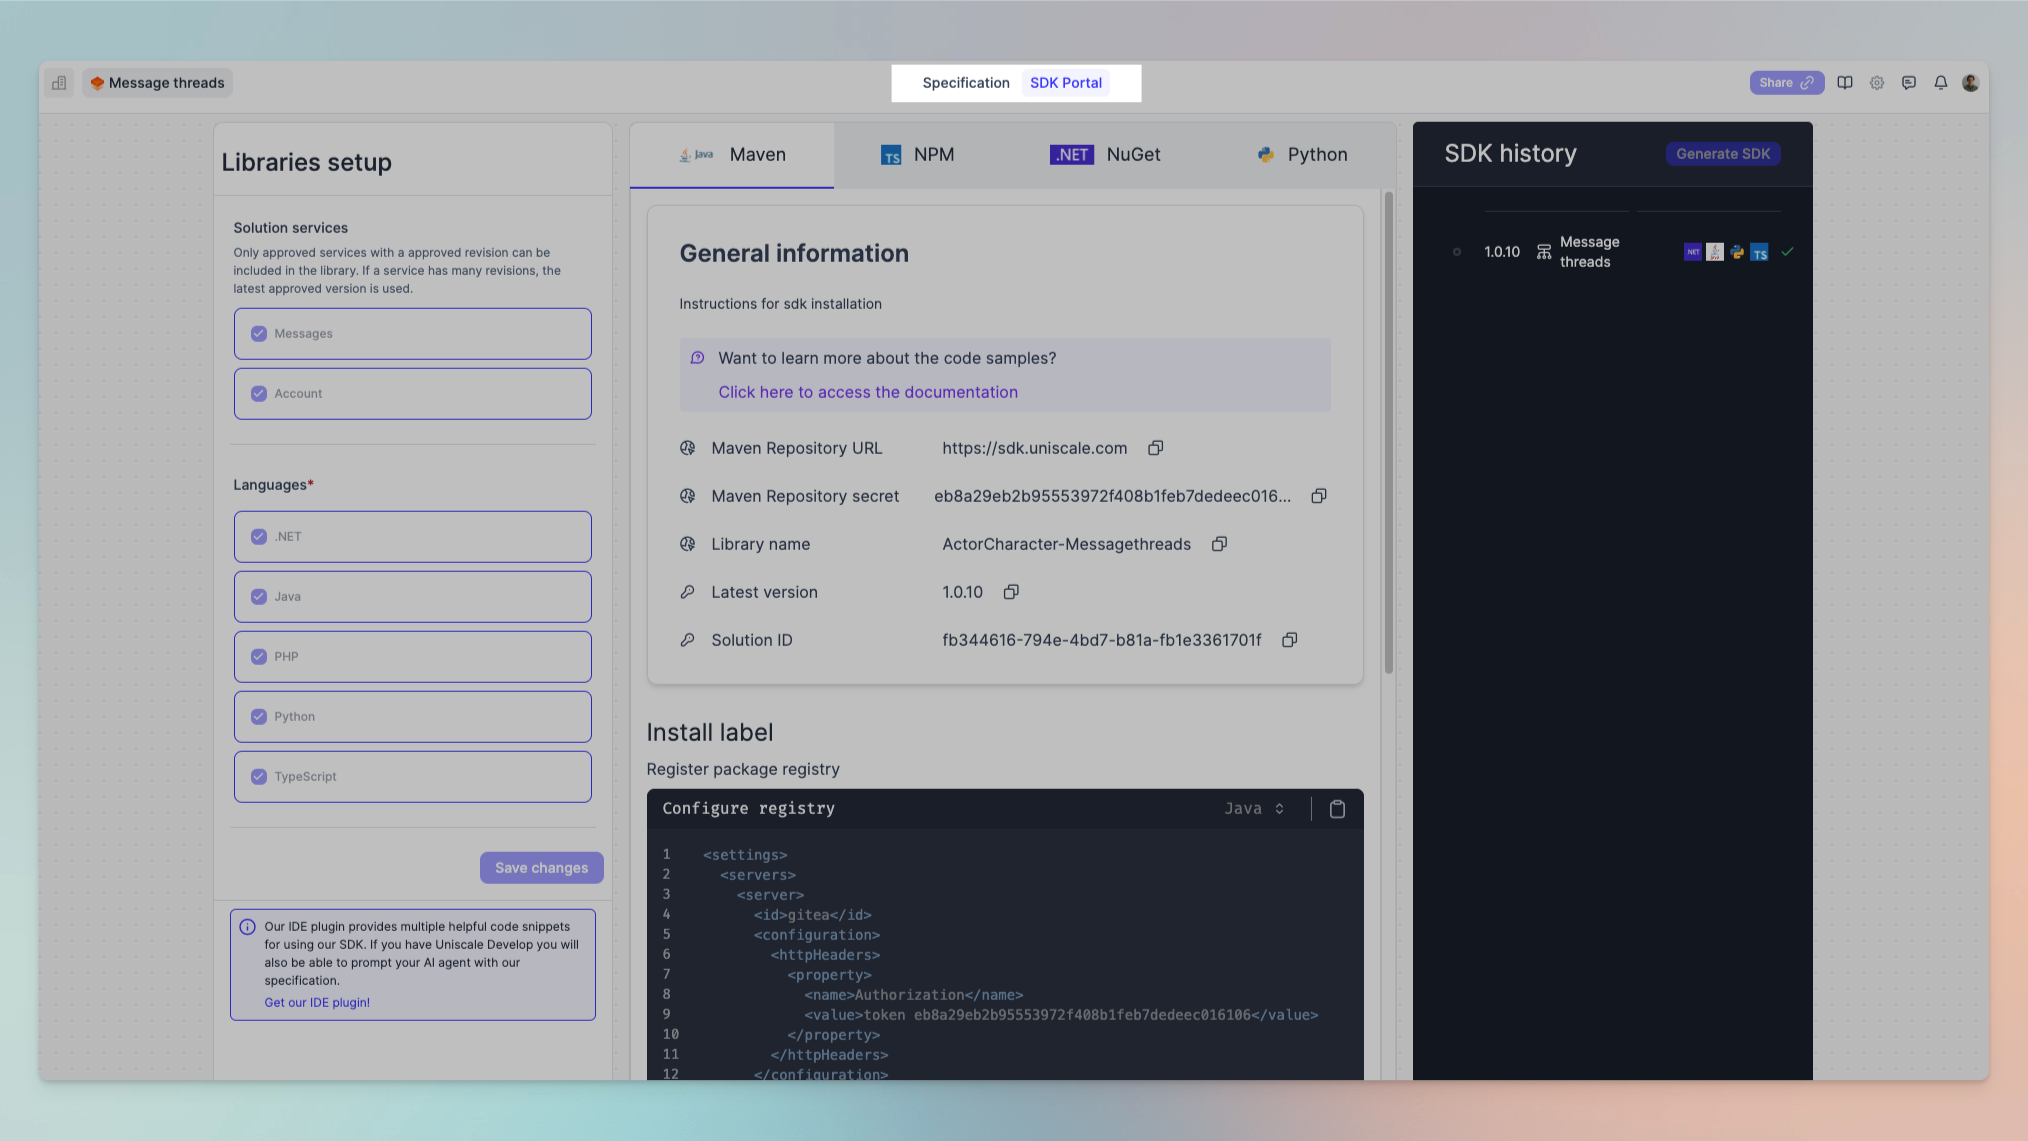 Message threads
Specification
SDK Portal
Share
Libraries setup
Solution services
Only approved services with a approved revision can be
included in the library. If a service has many revisions, the
latest approved version is used.
Messages
Account
Languages*
.NET
Java
PHP
Python
TypeScript
Save changes
Our IDE plugin provides multiple helpful code snippets
for using our SDK. If you have Uniscale Develop you will
also be able to prompt your AI agent with our
specification.
Get our IDE plugin!
Java Maven
TS NPM
.NET NuGet
Python
General information
Instructions for sdk installation
Want to learn more about the code samples?
Click here to access the documentation
Maven Repository URL https://sdk.uniscale.com
Maven Repository secret eb8a29eb2b95553972f408b1feb7dedeec016...
Library name ActorCharacter-Messagethreads
Latest version 1.0.10
Solution ID fb344616-794e-4bd7-b81a-fb1e3361701f
Install label
Register package registry
Configure registry Java
1 <settings>
2 <servers>
3 <server>
4 <id>gitea</id>
5 <configuration>
6 <httpHeaders>
7 <property>
8 <name>Authorization</name>
9 <value>token eb8a29eb2b95553972f408b1feb7dedeec016106</value>
10 </property>
11 </httpHeaders>
12 </configuration>
SDK history
Generate SDK
1.0.10
Message
threads
NET Java TS